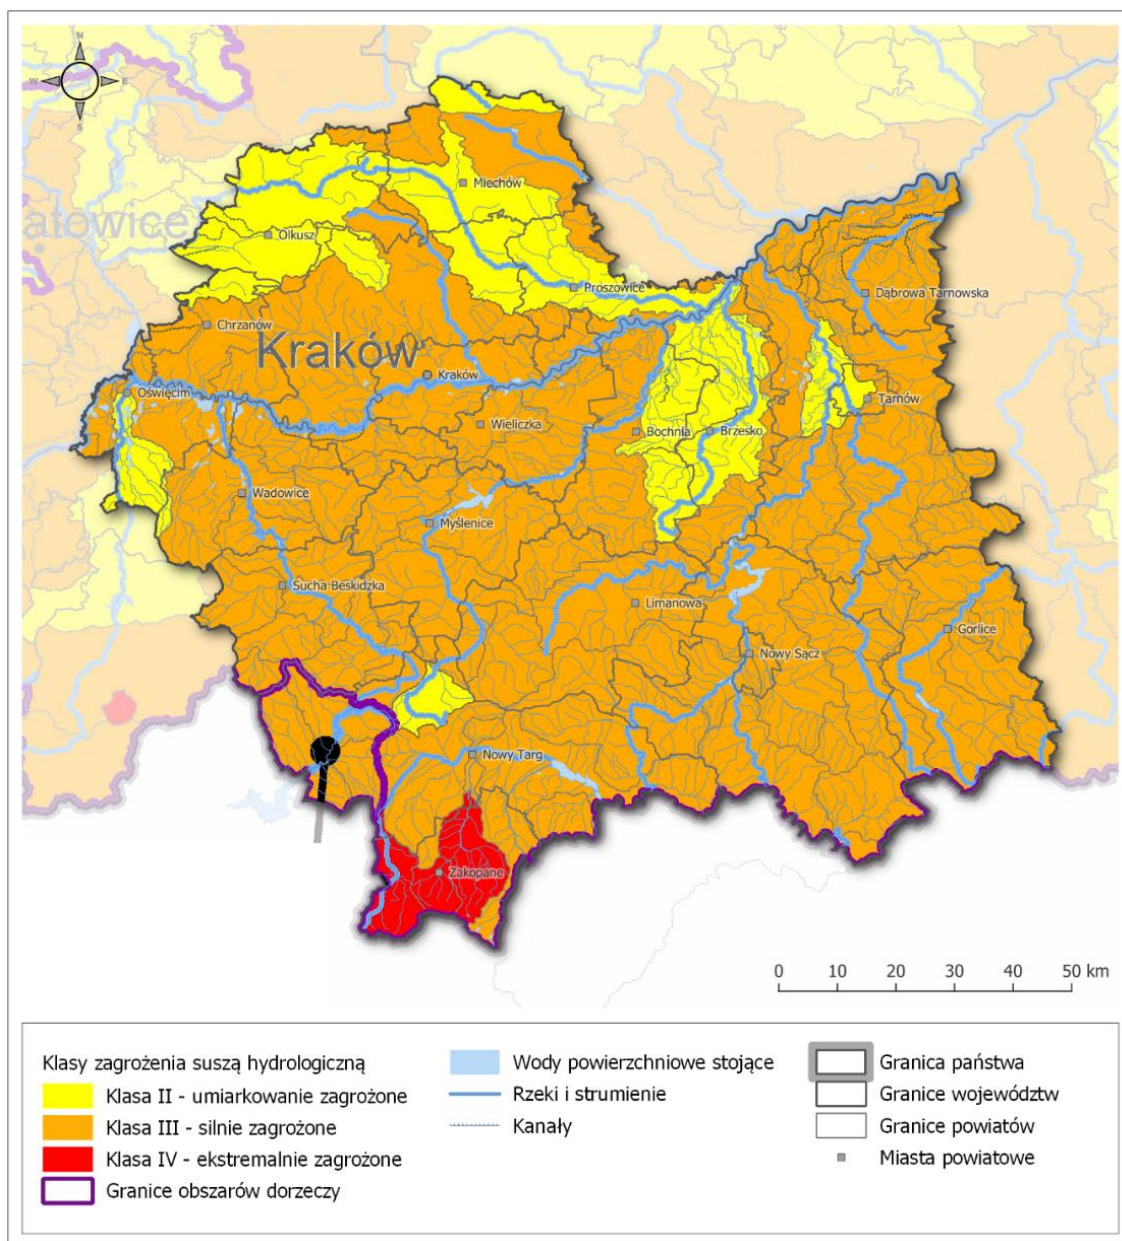 N
W
E
S
Miechów
atowice
Olkusz
Proszowice
Dąbrowa Tarnowska
Chrzanów
Kraków
Kraków
Oświęcim
Tarnów
Wieliczka
Bochnia
Brzesko
Wadowice
Myślenice
Sucha Beskidzka
Limanowa
Gorlice
Nowy Sącz
Nowy Targ
Zakopane
0 10 20 30 40 50 km
Klasy zagrożenia suszą hydrologiczną
Klasa II - umiarkowanie zagrożone
Klasa III - silnie zagrożone
Klasa IV - ekstremalnie zagrożone
Granice obszarów dorzeczy
Wody powierzchniowe stojące
Rzeki i strumienie
Kanały
Granica państwa
Granice województw
Granice powiatów
Miasta powiatowe